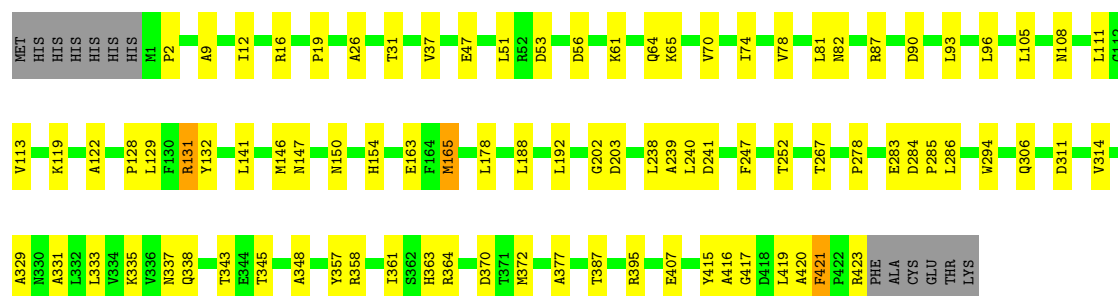 MET HIS HIS HIS HIS HIS HIS M1 P2 A9 I12 R16 P19 A26 T31 V37 E47 L51 R52 D53 D56 K61 Q64 K65 V70 I74 V78 L81 N82 R87 D90 L93 L96 L105 N108 L111 G112
V113 K119 A122 P128 L129 F130 R131 Y132 L141 M146 N147 N150 H154 E163 F164 M165 L178 L188 L192 G202 D203 L238 A239 L240 D241 F247 T252 T267 P278 E283 D284 P285 L286 W294 Q306 D311 V314
A329 N330 A331 L332 L333 V334 K335 V336 N337 Q338 T343 E344 T345 A348 Y357 R358 I361 S362 H363 R364 D370 T371 M372 A377 T387 R395 E407 Y415 A416 G417 D418 L419 A420 F421 P422 R423 PHE ALA CYS GLU THR LYS